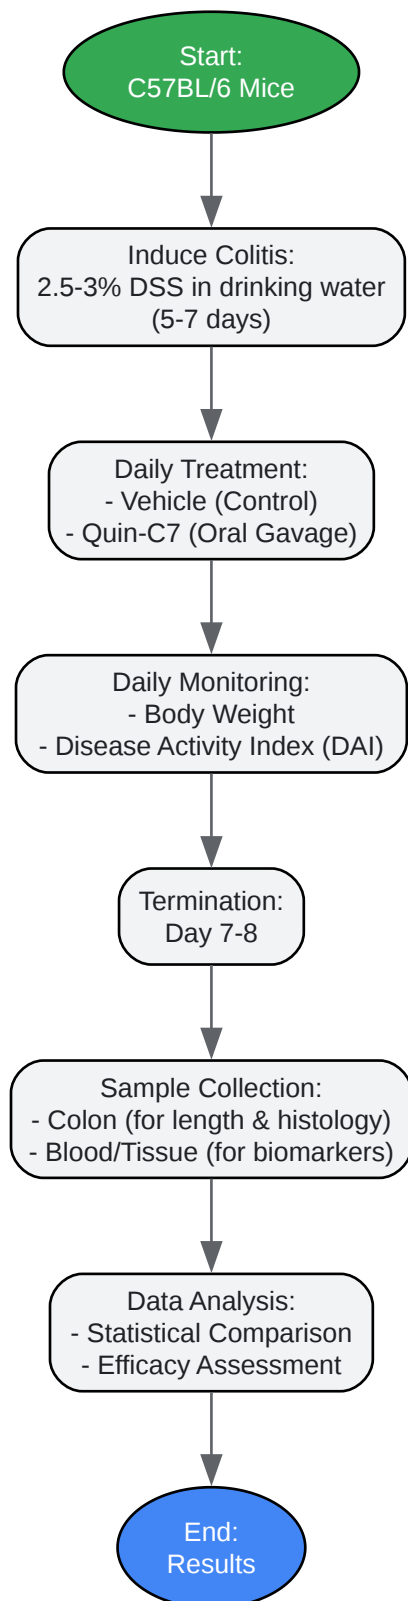 Start:
C57BL/6 Mice
Induce Colitis:
2.5-3% DSS in drinking water
(5-7 days)
Daily Treatment:
- Vehicle (Control)
- Quin-C7 (Oral Gavage)
Daily Monitoring:
- Body Weight
- Disease Activity Index (DAI)
Termination:
Day 7-8
Sample Collection:
- Colon (for length & histology)
- Blood/Tissue (for biomarkers)
Data Analysis:
- Statistical Comparison
- Efficacy Assessment
End:
Results